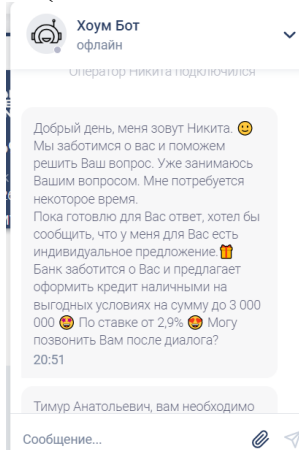 Хоум Бот
офлайн
Оператор Никита подключился
Добрый день, меня зовут Никита. 🙂
Мы заботимся о вас и поможем
решить Ваш вопрос. Уже занимаюсь
Вашим вопросом. Мне потребуется
некоторое время.
Пока готовлю для Вас ответ, хотел бы
сообщить, что у меня для Вас есть
индивидуальное предложение.🎁
Банк заботится о Вас и предлагает
оформить кредит наличными на
выгодных условиях на сумму до 3 000
000 🤩 По ставке от 2,9% 🤩 Могу
позвонить Вам после диалога?
20:51
Тимур Анатольевич, вам необходимо
Сообщение...